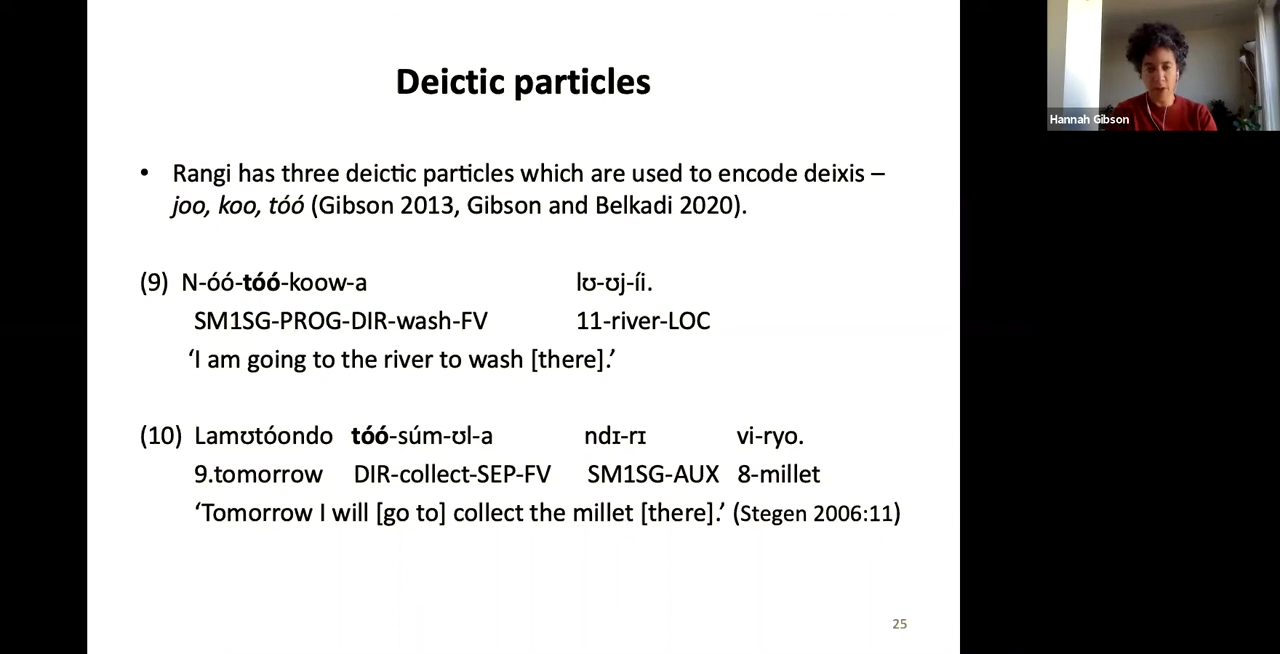 Deictic particles
• Rangi has three deictic particles which are used to encode deixis –
joo, koo, tóó (Gibson 2013, Gibson and Belkadi 2020).
(9) N-óó-tóó-koow-a lʊ-ʊj-íi.
SM1SG-PROG-DIR-wash-FV 11-river-LOC
‘I am going to the river to wash [there].’
(10) Lamʊtóondo tóó-súm-ʊl-a ndɪ-rɪ vi-ryo.
9.tomorrow DIR-collect-SEP-FV SM1SG-AUX 8-millet
‘Tomorrow I will [go to] collect the millet [there].’ (Stegen 2006:11)
25
Hannah Gibson